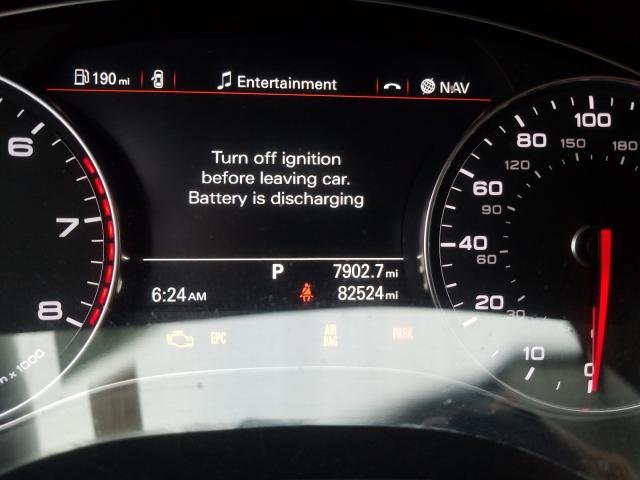 190 mi
Entertainment
NAV
Turn off ignition
before leaving car.
Battery is discharging
P
7902.7 mi
6:24 AM
82524 mi
EPC
AIR
BAG
PARK
6
7
8
x 1000
100
80
150
180
120
60
90
40
60
20
30
10
0